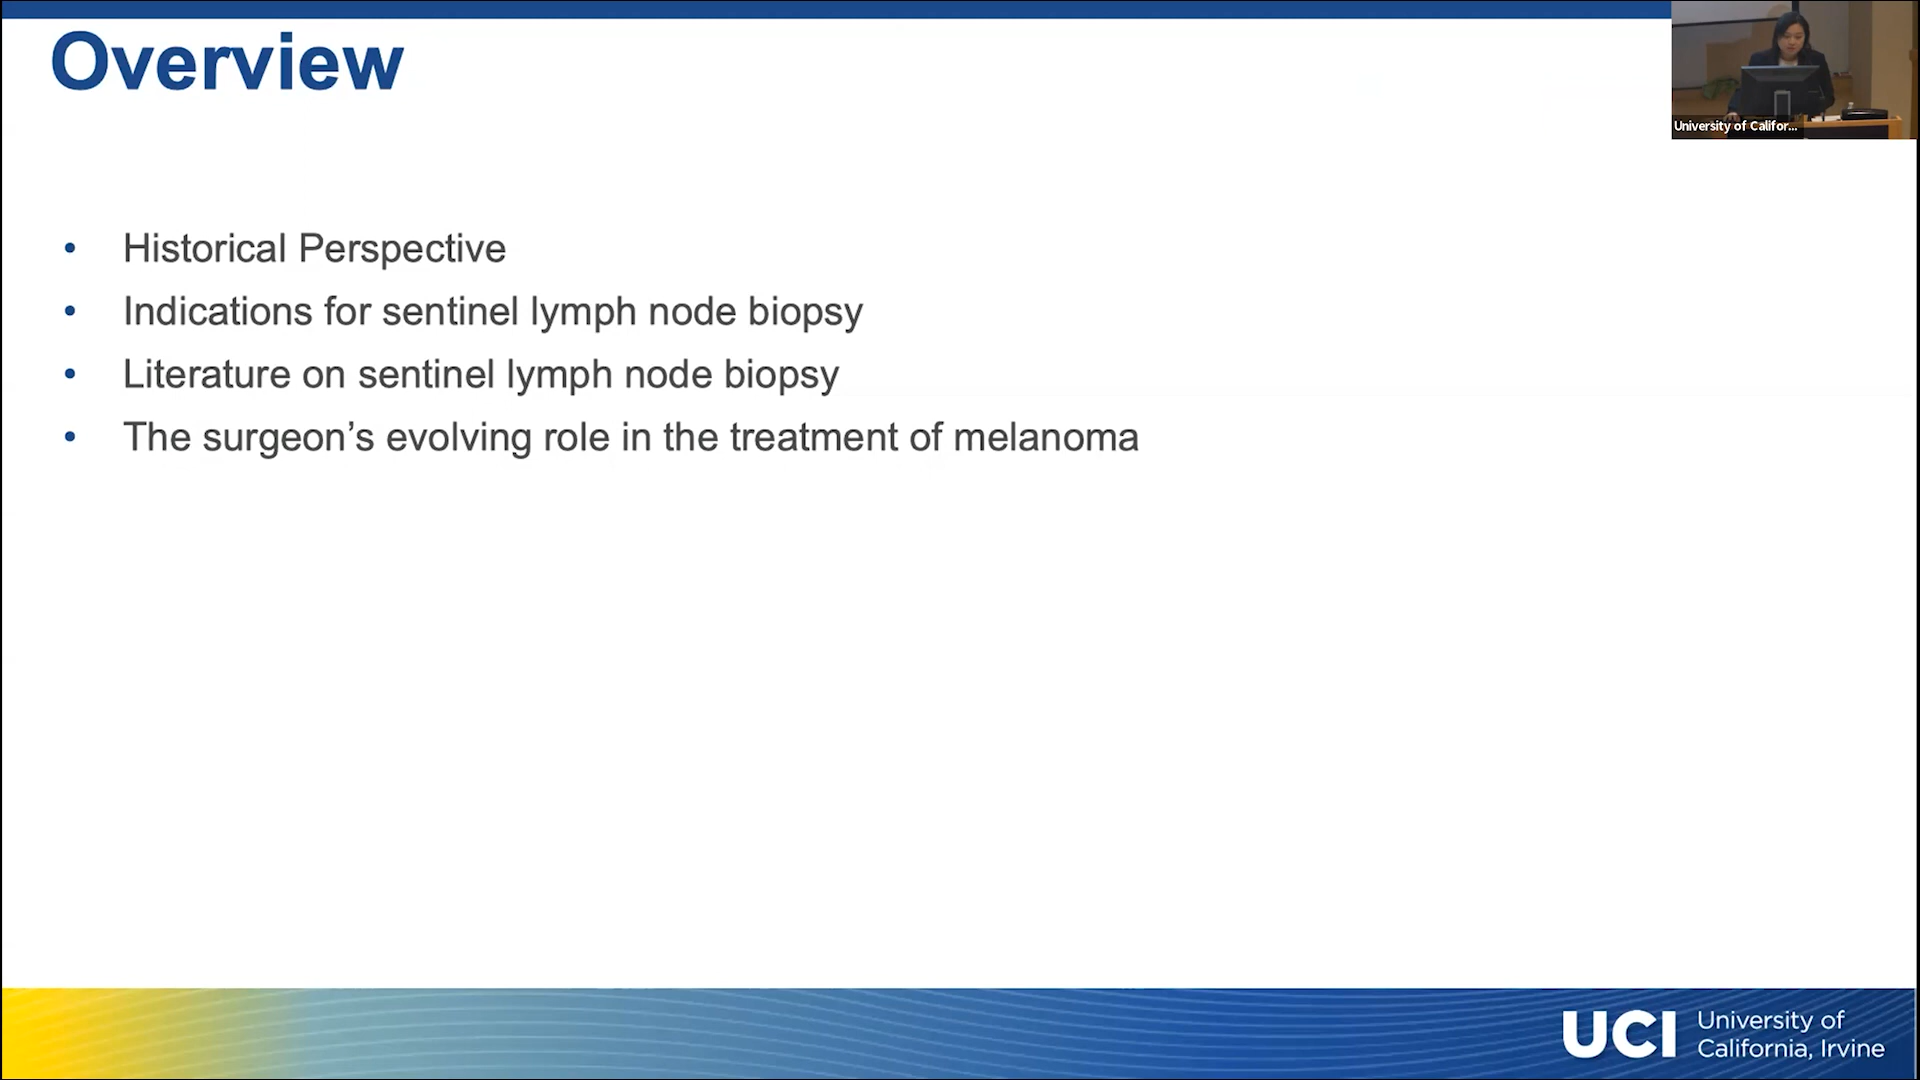 Overview
University of Califor...
• Historical Perspective
• Indications for sentinel lymph node biopsy
• Literature on sentinel lymph node biopsy
• The surgeon’s evolving role in the treatment of melanoma
UCI University of
California, Irvine